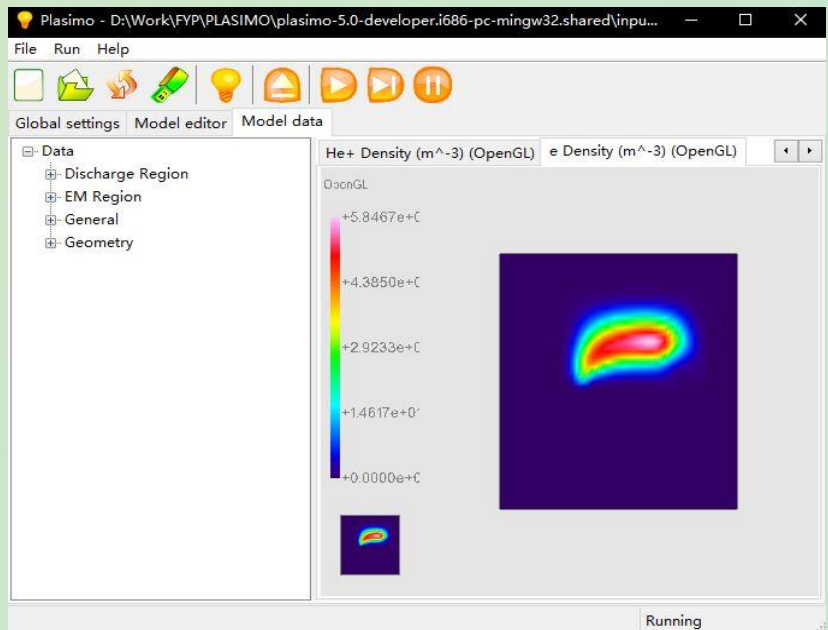 Plasimo - D:\Work\FYP\PLASIMO\plasimo-5.0-developer.i686-pc-mingw32.shared\inpu...
File Run Help
Global settings Model editor Model data
Data
Discharge Region
EM Region
General
Geometry
He+ Density (m^-3) (OpenGL) e Density (m^-3) (OpenGL)
OpenGL
+5.8467e+
+4.3850e+
+2.9233e+
+1.4617e+
+0.0000e+
Running